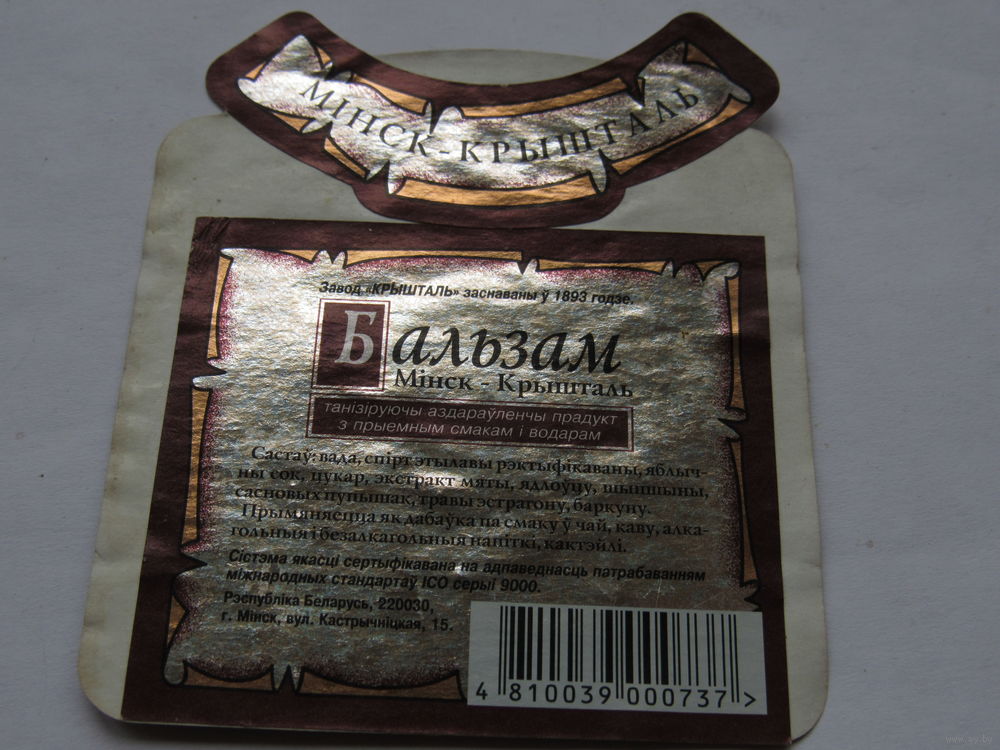 МІНСК-КРЫШТАЛЬ
Завод «КРЫШТАЛЬ» заснаваны ў 1893 годзе.
Бальзам
Мінск - Крышталь
танізіруючы аздараўленчы прадукт
з прыемным смакам і водарам
Састаў: вада, спірт этылавы рэктыфікаваны, яблыч-
ны сок, цукар, экстракт мяты, ядлоўцу, шыпшыны,
сасновых пупышак, травы эстрагону, баркуну.
Прымяняецца як дабаўка па смаку ў чай, каву, алка-
гольныя і безалкагольныя напіткі, кактэйлі.
Сістэма якасці сертыфікавана на адпаведнасць патрабаванням
міжнародных стандартаў ІСО серыі 9000.
Рэспубліка Беларусь, 220030,
г. Мінск, вул. Кастрычніцкая, 15.
4 810039 000737 >
www.ay.by